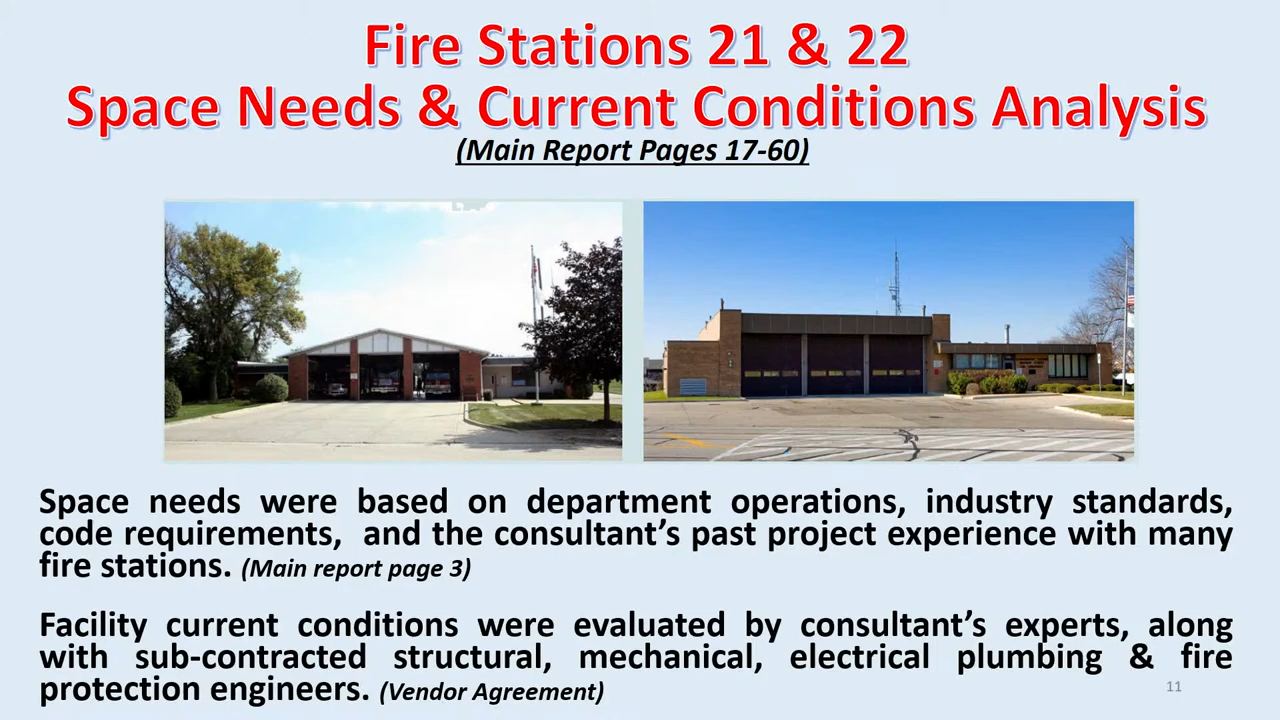 Fire Stations 21 & 22
Space Needs & Current Conditions Analysis
(Main Report Pages 17-60)
Space needs were based on department operations, industry standards,
code requirements,  and the consultant’s past project experience with many
fire stations. (Main report page 3)
Facility current conditions were evaluated by consultant’s experts, along
with sub-contracted structural, mechanical, electrical plumbing & fire
protection engineers. (Vendor Agreement)
11